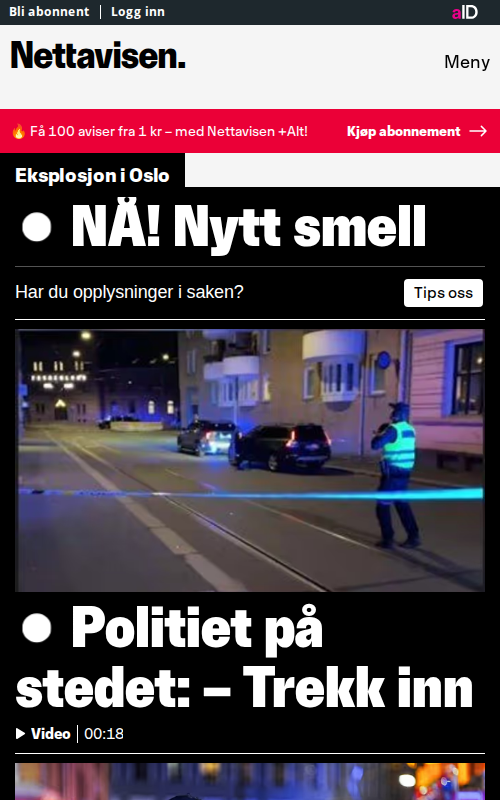 Bli abonnent | Logg inn
aID
Nettavisen.
Meny
🔥 Få 100 aviser fra 1 kr – med Nettavisen +Alt!
Kjøp abonnement →
Eksplosjon i Oslo
NÅ! Nytt smell
Har du opplysninger i saken?
Tips oss
Politiet på
stedet: – Trekk inn
Video | 00:18